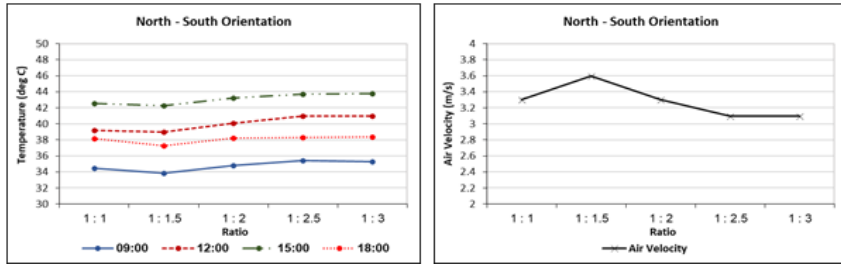 North - South Orientation
Temperature (deg C)
50
48
46
44
42
40
38
36
34
32
30
1 : 1
1 : 1.5
1 : 2
1 : 2.5
1 : 3
Ratio
09:00
12:00
15:00
18:00
North - South Orientation
Air Velocity (m/s)
4
3.8
3.6
3.4
3.2
3
2.8
2.6
2.4
2.2
2
1 : 1
1 : 1.5
1 : 2
1 : 2.5
1 : 3
Ratio
Air Velocity